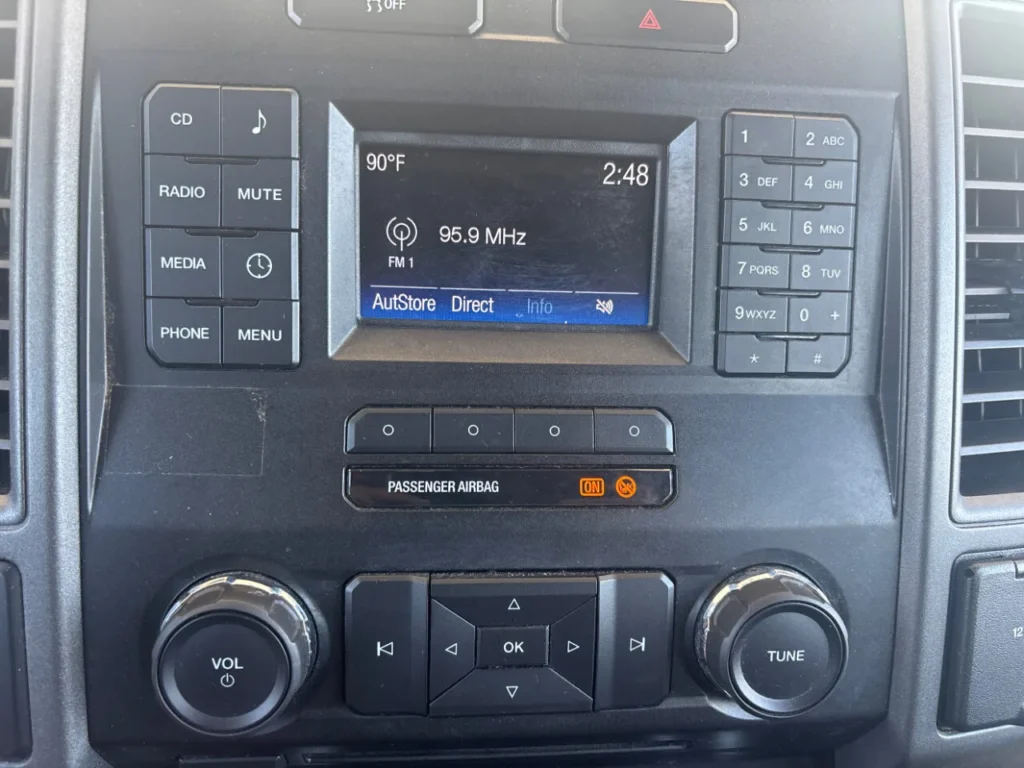 OFF
CD
RADIO MUTE
MEDIA
PHONE MENU
90°F 2:48
95.9 MHz
FM 1
AutStore Direct Info
1 2 ABC
3 DEF 4 GHI
5 JKL 6 MNO
7 PQRS 8 TUV
9 WXYZ 0 +
* #
PASSENGER AIRBAG ON
VOL
OK
TUNE
12